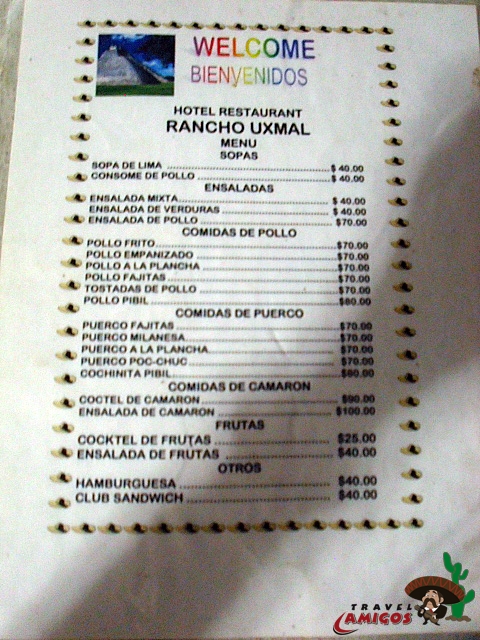 WELCOME
BIENVENIDOS
HOTEL RESTAURANT
RANCHO UXMAL
MENU
SOPAS
SOPA DE LIMA $ 40.00
CONSOME DE POLLO $ 40.00
ENSALADAS
ENSALADA MIXTA $ 40.00
ENSALADA DE VERDURAS $ 40.00
ENSALADA DE POLLO $70.00
COMIDAS DE POLLO
POLLO FRITO $70.00
POLLO EMPANIZADO $70.00
POLLO A LA PLANCHA $70.00
POLLO FAJITAS $70.00
TOSTADAS DE POLLO $70.00
POLLO PIBIL $80.00
COMIDAS DE PUERCO
PUERCO FAJITAS $70.00
PUERCO MILANESA $70.00
PUERCO A LA PLANCHA $70.00
PUERCO POC-CHUC $70.00
COCHINITA PIBIL $80.00
COMIDAS DE CAMARON
COCTEL DE CAMARON $90.00
ENSALADA DE CAMARON $100.00
FRUTAS
COCKTEL DE FRUTAS $25.00
ENSALADA DE FRUTAS $40.00
OTROS
HAMBURGUESA $40.00
CLUB SANDWICH $40.00
TRAVEL
AMIGOS